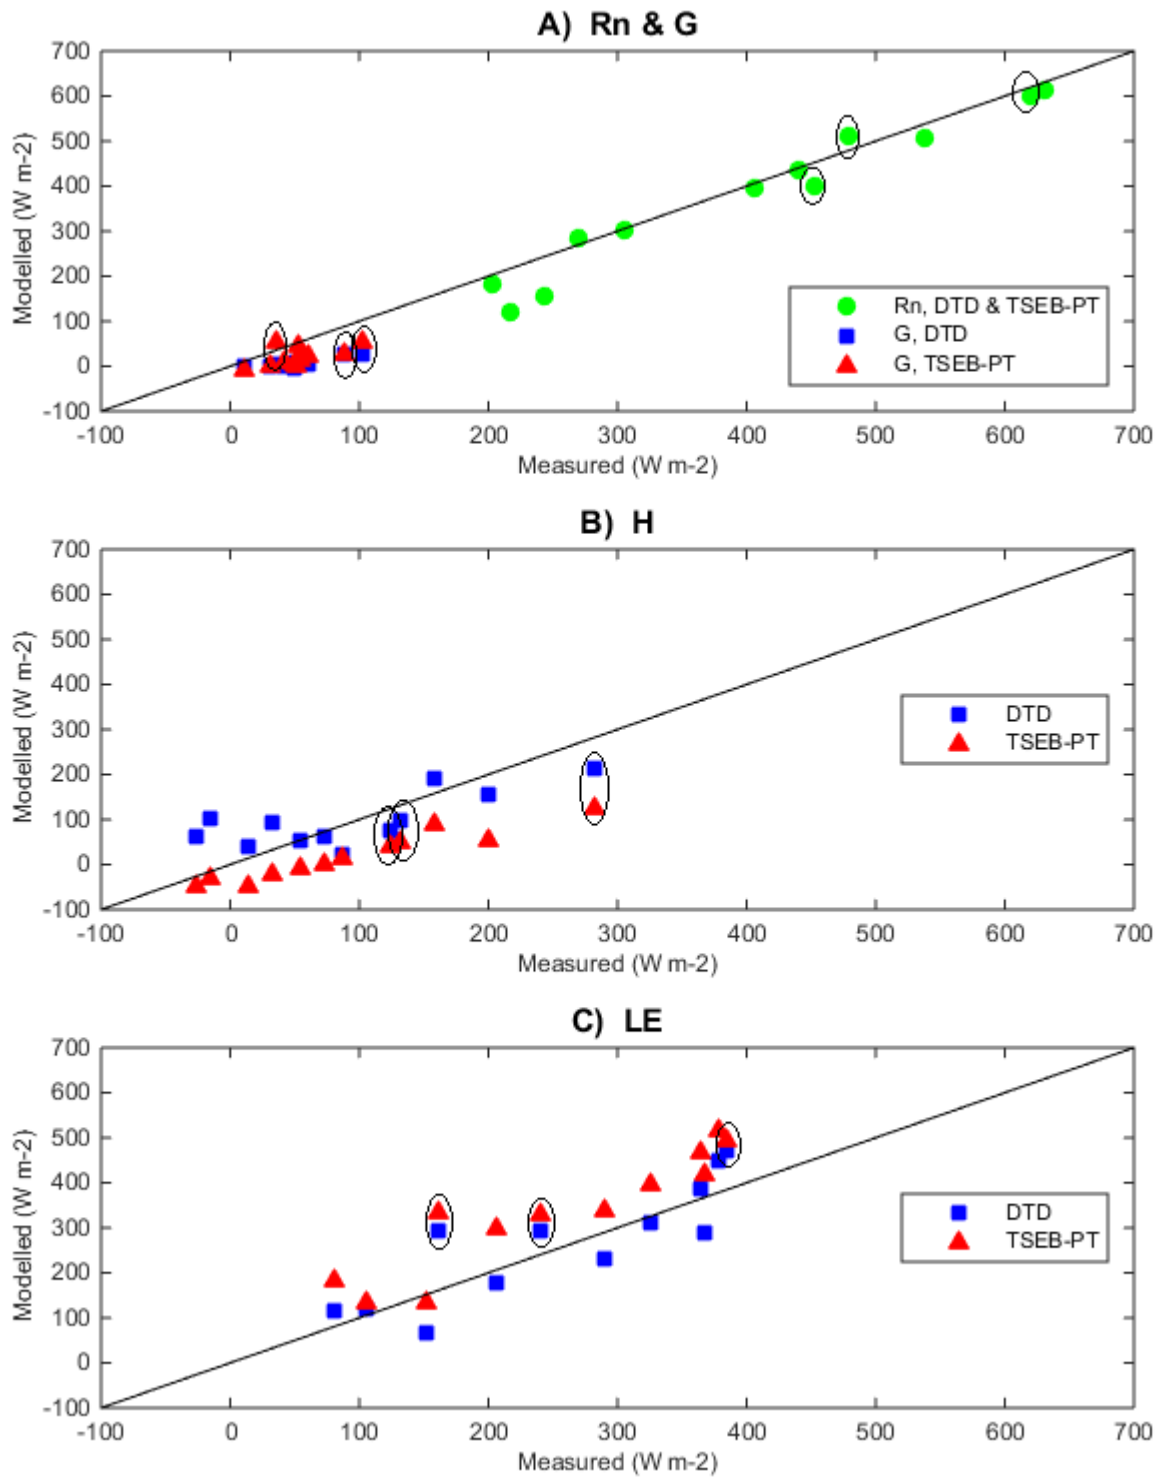 A) Rn & G
Modelled (W m-2)
700
600
500
400
300
200
100
0
-100
-100 0 100 200 300 400 500 600 700
Measured (W m-2)
Rn, DTD & TSEB-PT
G, DTD
G, TSEB-PT
B) H
Modelled (W m-2)
700
600
500
400
300
200
100
0
-100
-100 0 100 200 300 400 500 600 700
Measured (W m-2)
DTD
TSEB-PT
C) LE
Modelled (W m-2)
700
600
500
400
300
200
100
0
-100
-100 0 100 200 300 400 500 600 700
Measured (W m-2)
DTD
TSEB-PT